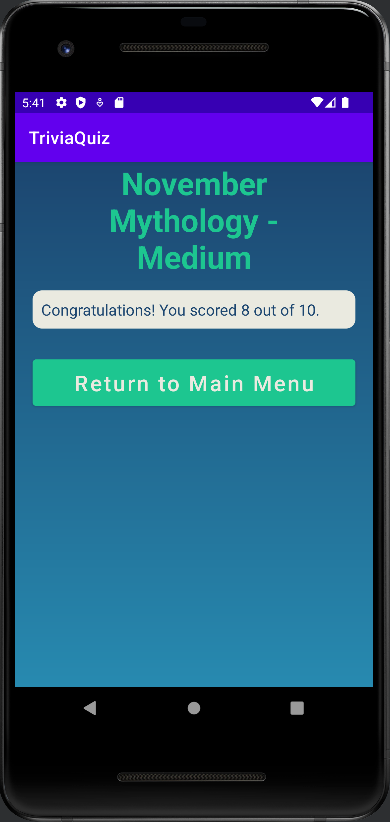 5:41
TriviaQuiz
November
Mythology -
Medium
Congratulations! You scored 8 out of 10.
Return to Main Menu